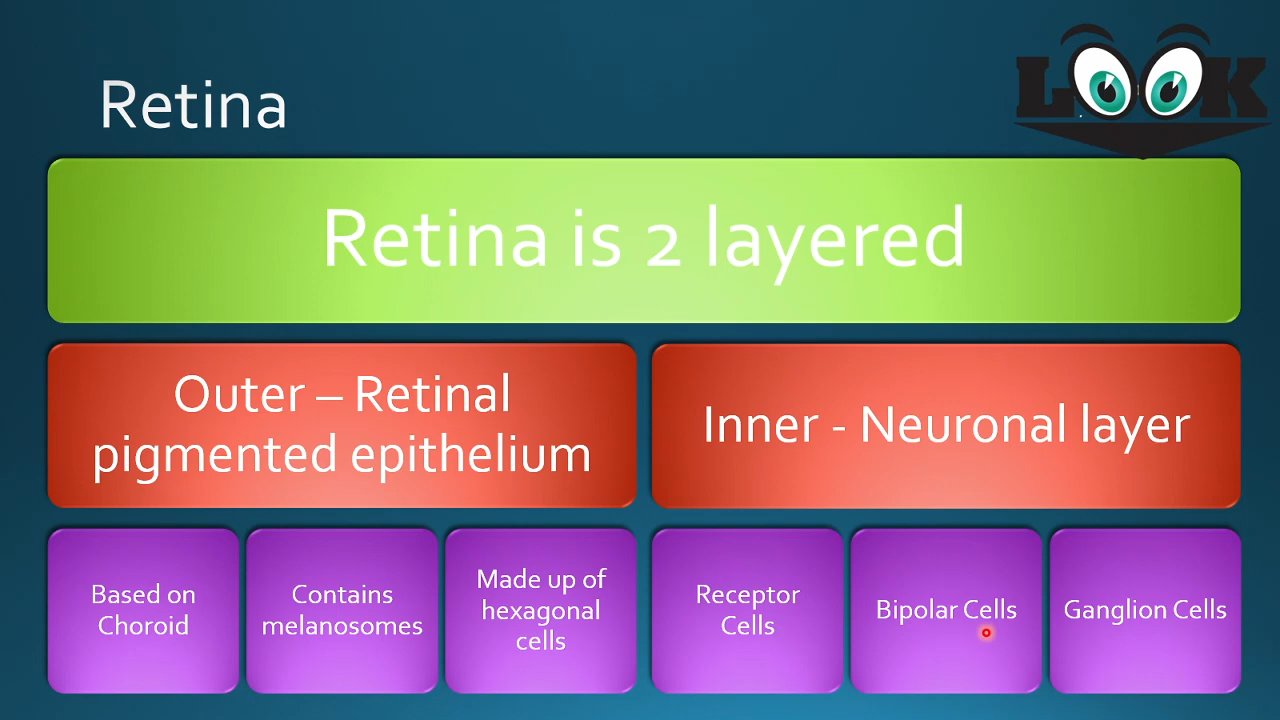 LOOK
Retina
Retina is 2 layered
Outer – Retinal
pigmented epithelium
Inner - Neuronal layer
Based on
Choroid
Contains
melanosomes
Made up of
hexagonal
cells
Receptor
Cells
Bipolar Cells
Ganglion Cells